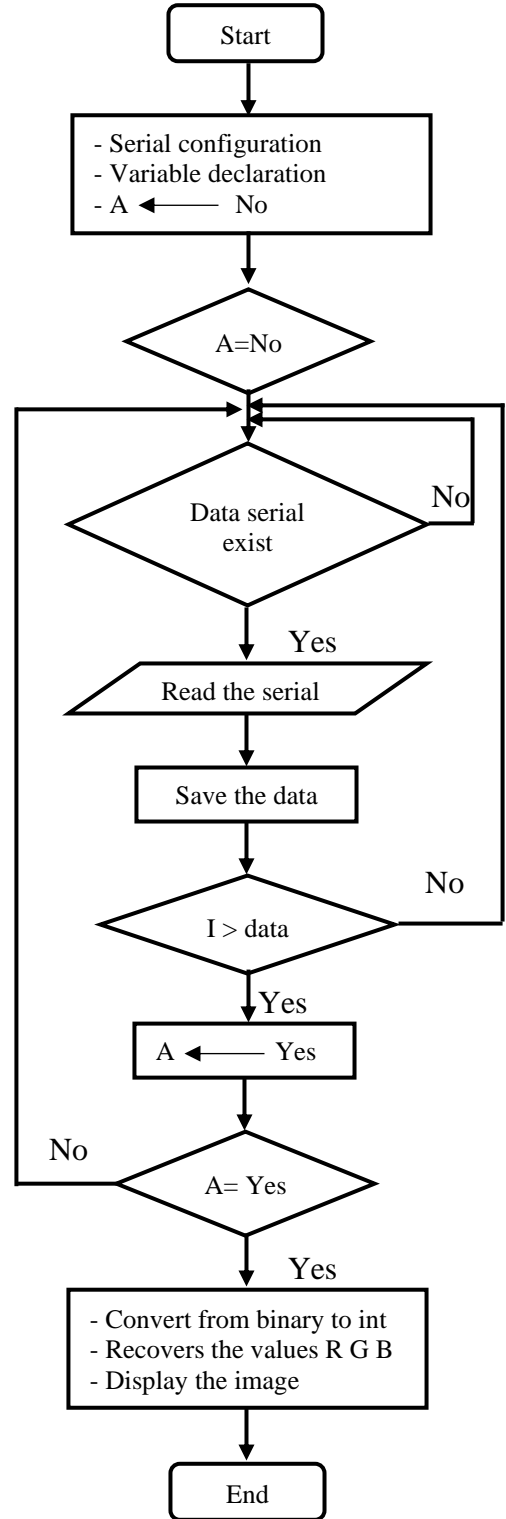 Start
- Serial configuration
- Variable declaration
- A ← No
A=No
Data serial
exist
No
Yes
Read the serial
Save the data
I > data
No
Yes
A ← Yes
A= Yes
No
Yes
- Convert from binary to int
- Recovers the values R G B
- Display the image
End